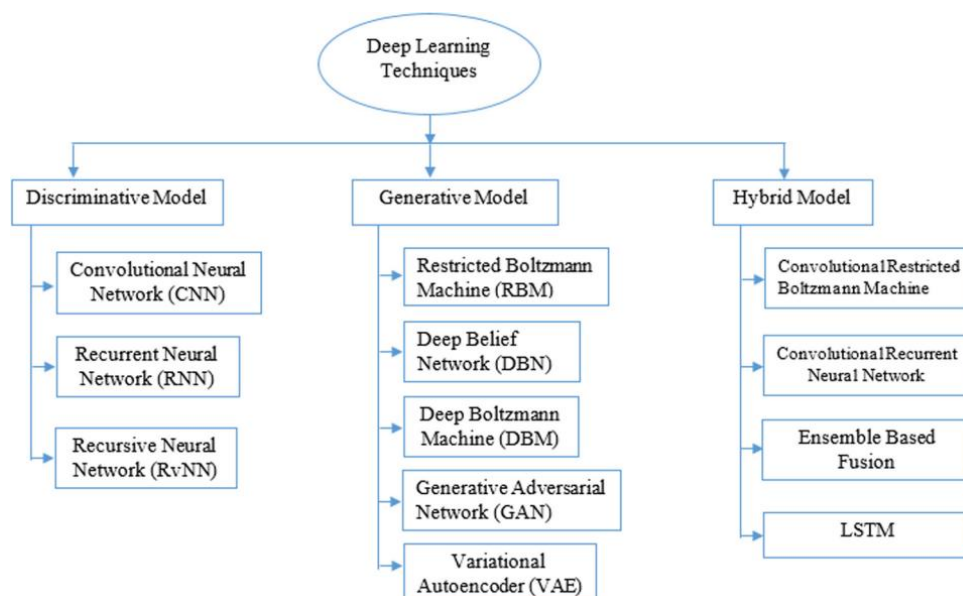 Deep Learning
Techniques
Discriminative Model
Convolutional Neural
Network (CNN)
Recurrent Neural
Network (RNN)
Recursive Neural
Network (RvNN)
Generative Model
Restricted Boltzmann
Machine (RBM)
Deep Belief
Network (DBN)
Deep Boltzmann
Machine (DBM)
Generative Adversarial
Network (GAN)
Variational
Autoencoder (VAE)
Hybrid Model
Convolutional Restricted
Boltzmann Machine
Convolutional Recurrent
Neural Network
Ensemble Based
Fusion
LSTM